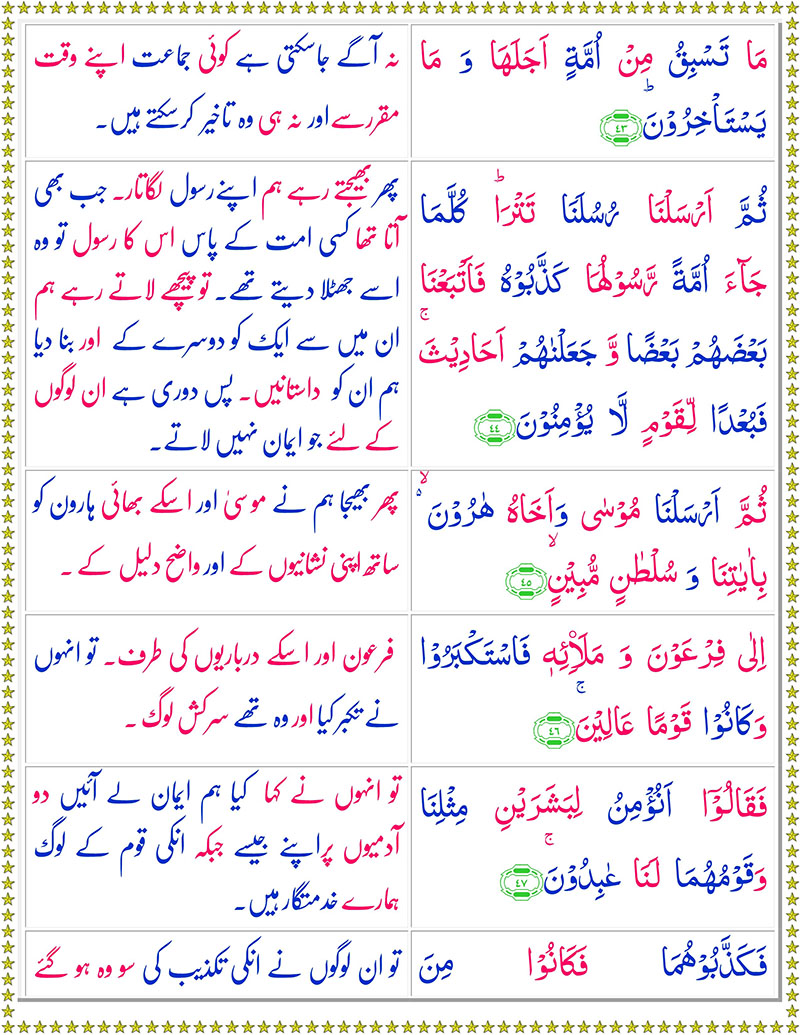 مَا تَسْبِقُ مِنْ اُمَّةٍ اَجَلَهَا وَ مَا
يَسْتَاْخِرُوْنَؕ ۝۴۳
نہ آگے جاسکتی ہے کوئی جماعت اپنے وقت
مقررسے اور نہ ہی وہ تاخیر کرسکتے ہیں۔
ثُمَّ اَرْسَلْنَا رُسُلَنَا تَتْرَاؕ كُلَّمَا
جَآءَ اُمَّةً رَّسُوْلُهَا كَذَّبُوْهُ فَاَتْبَعْنَا
بَعْضَهُمْ بَعْضًا وَّ جَعَلْنٰهُمْ اَحَادِيْثَۚ
فَبُعْدًا لِّقَوْمٍ لَّا يُؤْمِنُوْنَ ۝۴۴
پھر بھیجتے رہے ہم اپنے رسول لگاتار۔ جب بھی
آتا تھا کسی امت کے پاس اس کا رسول تو وہ
اسے جھٹلا دیتے تھے۔ تو پیچھے لاتے رہے ہم
ان میں سے ایک کو دوسرے کے اور بنا دیا
ہم ان کو داستانیں۔ پس دوری ہے ان لوگوں
کے لئے جو ایمان نہیں لاتے۔
ثُمَّ اَرْسَلْنَا مُوْسٰى وَاَخَاهُ هٰرُوْنَ ۙ۬
بِاٰيٰتِنَا وَ سُلْطٰنٍ مُّبِيْنٍۙ ۝۴۵
پھر بھیجا ہم نے موسیٰ اور اسکے بھائی ہارون کو
ساتھ اپنی نشانیوں کے اور واضح دلیل کے ۔
اِلٰى فِرْعَوْنَ وَ مَلَا۟ئِهٖ فَاسْتَكْبَرُوْا
وَكَانُوْا قَوْمًا عَالِيْنَۚ ۝۴۶
فرعون اور اسکے درباریوں کی طرف۔ تو انہوں
نے تکبر کیا اور وہ تھے سرکش لوگ ۔
فَقَالُوْۤا اَنُؤْمِنُ لِبَشَرَيْنِ مِثْلِنَا
وَقَوْمُهُمَا لَنَا عٰبِدُوْنَۚ ۝۴۷
تو انہوں نے کہا کیا ہم ایمان لے آئیں دو
آدمیوں پر اپنے جیسے جبکہ انکی قوم کے لوگ
ہمارے خدمتگار ہیں۔
فَكَذَّبُوْهُمَا فَكَانُوْا مِنَ
تو ان لوگوں نے انکی تکذیب کی سو وہ ہو گئے